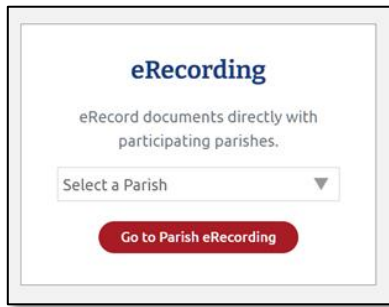 eRecording
eRecord documents directly with
participating parishes.
Select a Parish
Go to Parish eRecording